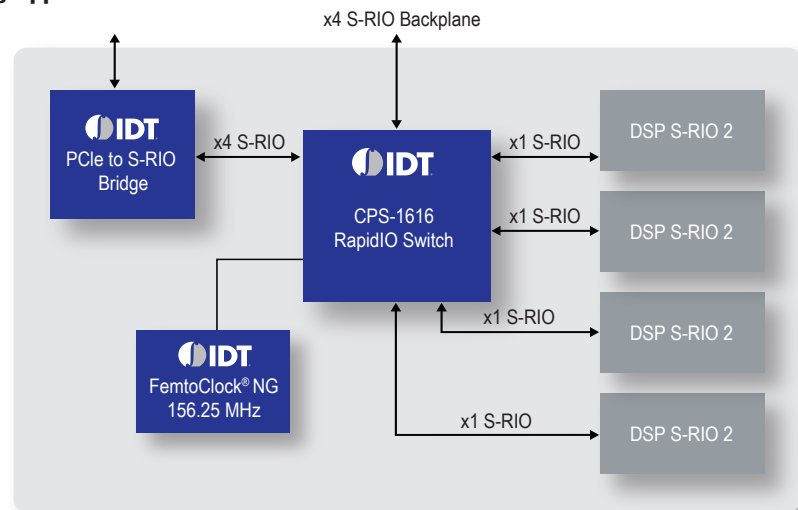 x4 S-RIO Backplane
IDT
PCIe to S-RIO
Bridge
x4 S-RIO
IDT
CPS-1616
RapidIO Switch
x1 S-RIO
DSP S-RIO 2
x1 S-RIO
DSP S-RIO 2
x1 S-RIO
DSP S-RIO 2
x1 S-RIO
DSP S-RIO 2
IDT
FemtoClock® NG
156.25 MHz